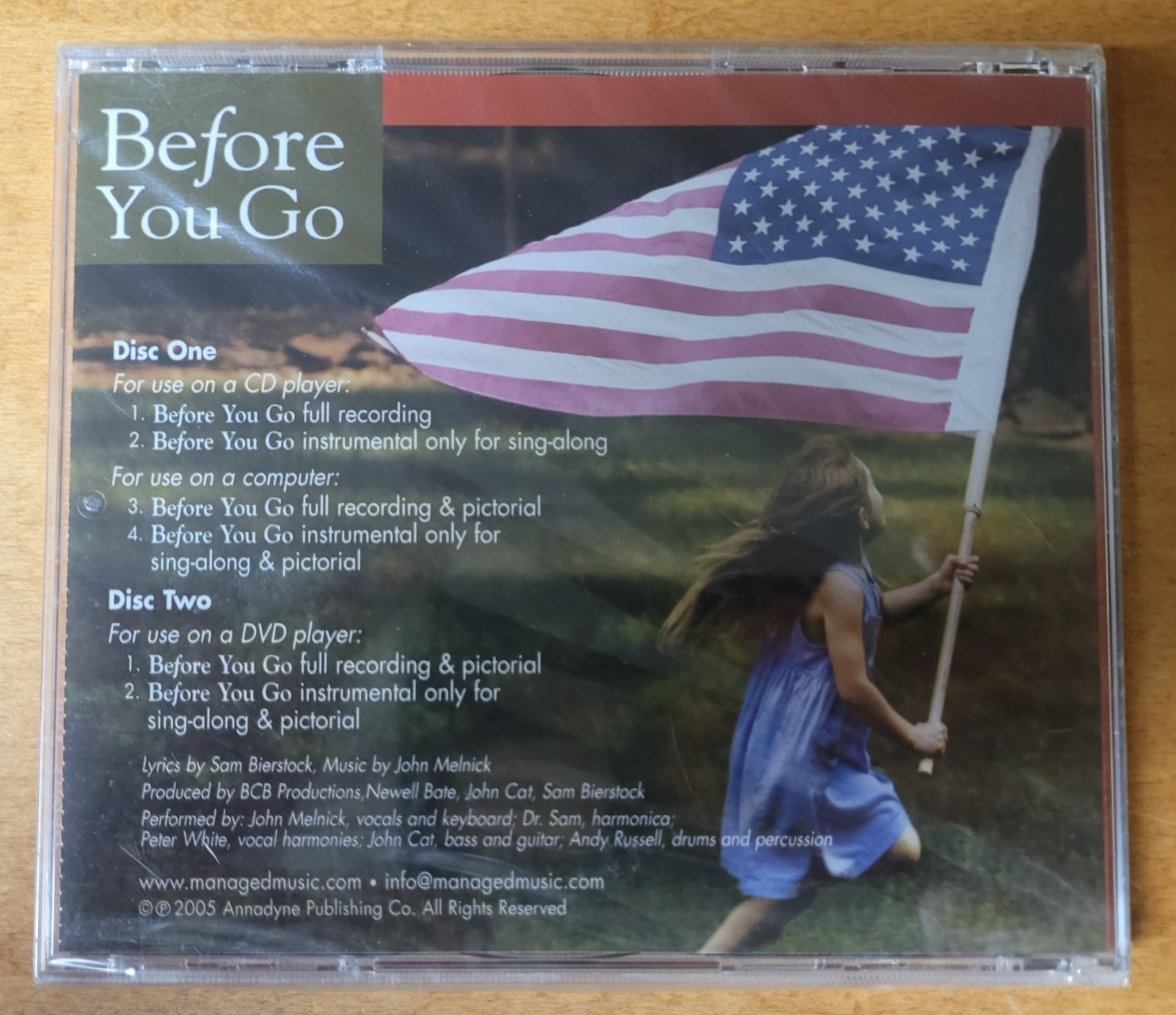 Before
You Go
Disc One
For use on a CD player:
1. Before You Go full recording
2. Before You Go instrumental only for sing-along
For use on a computer:
3. Before You Go full recording & pictorial
4. Before You Go instrumental only for
sing-along & pictorial
Disc Two
For use on a DVD player:
1. Before You Go full recording & pictorial
2. Before You Go instrumental only for
sing-along & pictorial
Lyrics by Sam Bierstock, Music by John Melnick
Produced by BCB Productions,Newell Bate, John Cat, Sam Bierstock
Performed by: John Melnick, vocals and keyboard; Dr. Sam, harmonica;
Peter White, vocal harmonies; John Cat, bass and guitar; Andy Russell, drums and percussion
www.managedmusic.com • info@managedmusic.com
©℗ 2005 Annadyne Publishing Co. All Rights Reserved